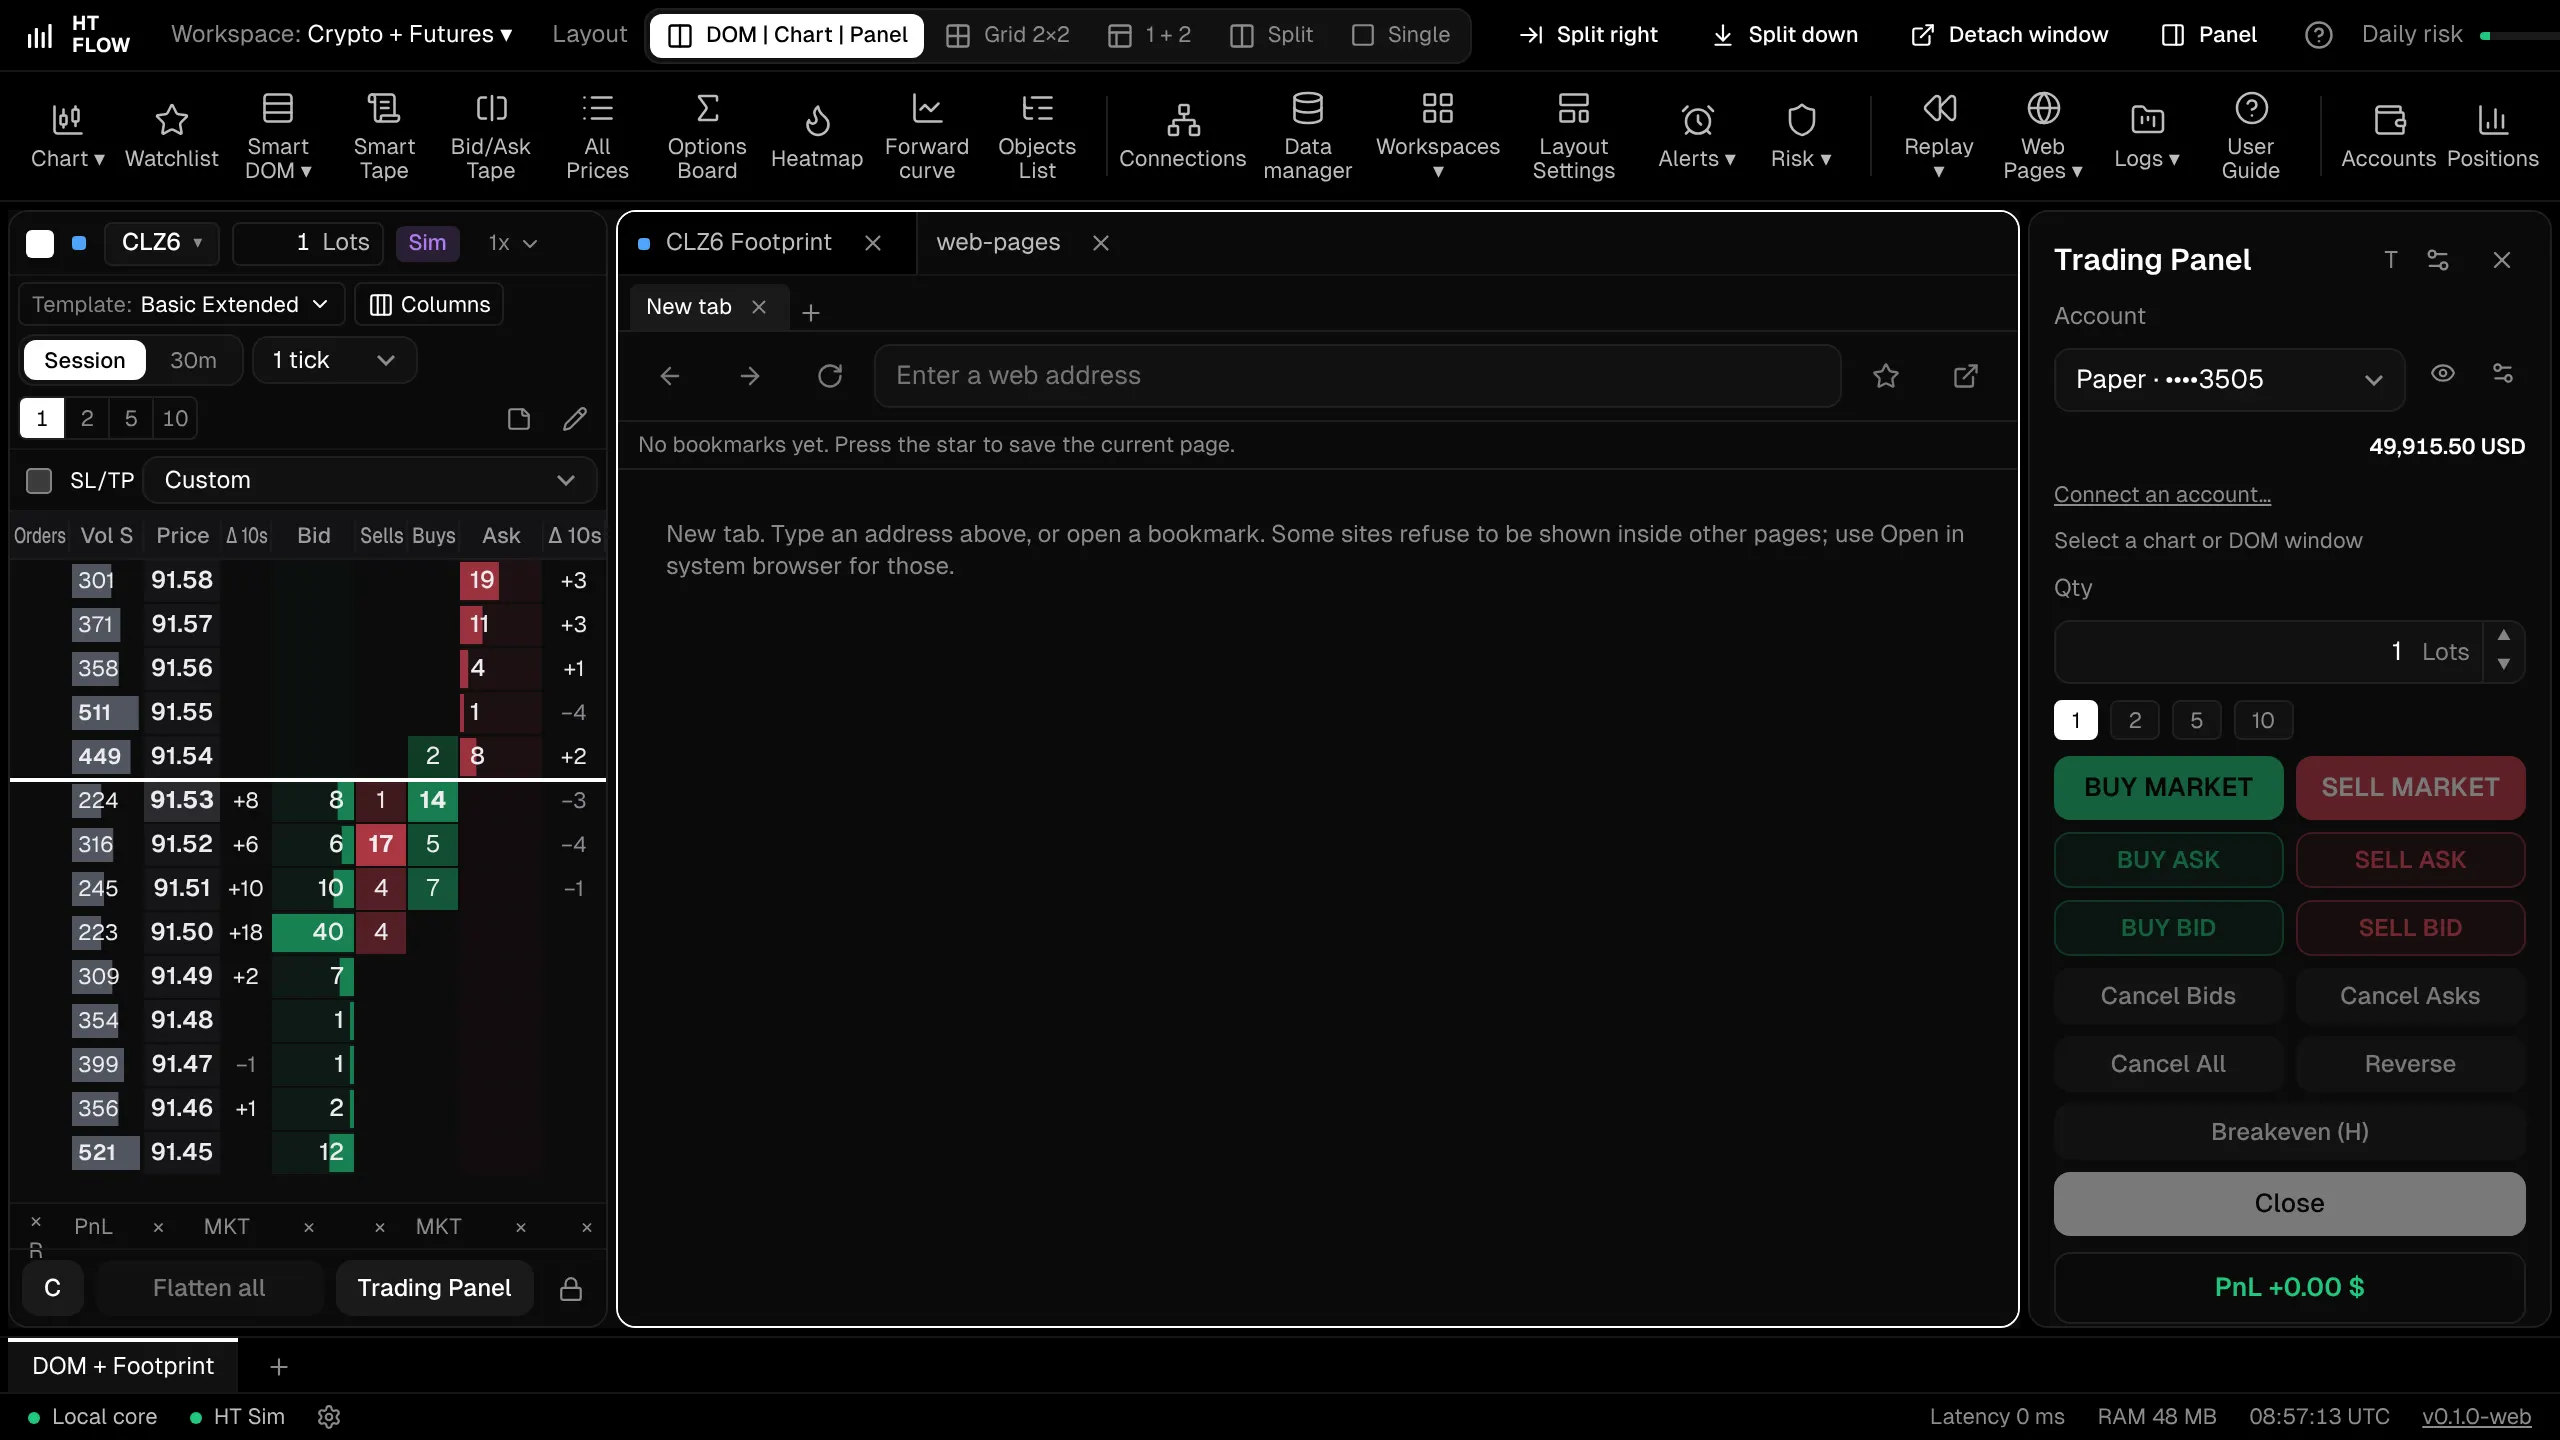 HT FLOW
Workspace: Crypto + Futures ▾
Layout
DOM | Chart | Panel
Grid 2×2
1 + 2
Split
Single
Split right
Split down
Detach window
Panel
Daily risk
Chart ▾
Watchlist
Smart DOM ▾
Smart Tape
Bid/Ask Tape
All Prices
Options Board
Heatmap
Forward curve
Objects List
Connections
Data manager
Workspaces ▾
Layout Settings
Alerts ▾
Risk ▾
Replay ▾
Web Pages ▾
Logs ▾
User Guide
Accounts
Positions
CLZ6 ▾
1 Lots
Sim
1x
Template: Basic Extended
Columns
Session 30m
1 tick
1 2 5 10
SL/TP Custom
Orders Vol S Price Δ 10s Bid Sells Buys Ask Δ 10s
301 91.58 19 +3
371 91.57 11 +3
358 91.56 4 +1
511 91.55 1 −4
449 91.54 2 8 +2
224 91.53 +8 8 1 14 −3
316 91.52 +6 6 17 5 −4
245 91.51 +10 10 4 7 −1
223 91.50 +18 40 4
309 91.49 +2 7
354 91.48 1
399 91.47 −1 1
356 91.46 +1 2
521 91.45 12
× PnL × MKT × × MKT × ×
C Flatten all Trading Panel
CLZ6 Footprint ×
web-pages ×
New tab × +
Enter a web address
No bookmarks yet. Press the star to save the current page.
New tab. Type an address above, or open a bookmark. Some sites refuse to be shown inside other pages; use Open in
system browser for those.
Trading Panel T
Account
Paper · ••••3505
49,915.50 USD
Connect an account…
Select a chart or DOM window
Qty
1 Lots
1 2 5 10
BUY MARKET SELL MARKET
BUY ASK SELL ASK
BUY BID SELL BID
Cancel Bids Cancel Asks
Cancel All Reverse
Breakeven (H)
Close
PnL +0.00 $
DOM + Footprint +
Local core HT Sim
Latency 0 ms RAM 48 MB 08:57:13 UTC v0.1.0-web